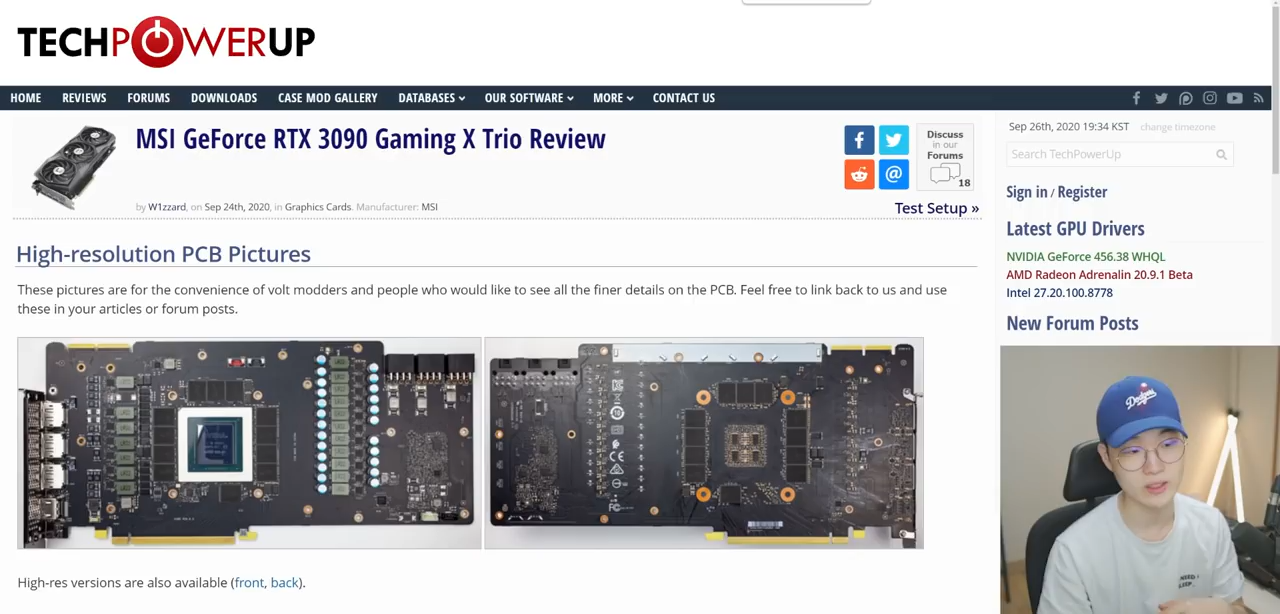 TECHPOWERUP
HOME REVIEWS FORUMS DOWNLOADS CASE MOD GALLERY DATABASES OUR SOFTWARE MORE CONTACT US
MSI GeForce RTX 3090 Gaming X Trio Review
by W1zzard, on Sep 24th, 2020, in Graphics Cards. Manufacturer: MSI
Discuss
in our
Forums
18
Test Setup »
High-resolution PCB Pictures
These pictures are for the convenience of volt modders and people who would like to see all the finer details on the PCB. Feel free to link back to us and use
these in your articles or forum posts.
High-res versions are also available (front, back).
Sep 26th, 2020 19:34 KST change timezone
Search TechPowerUp
Sign in / Register
Latest GPU Drivers
NVIDIA GeForce 456.38 WHQL
AMD Radeon Adrenalin 20.9.1 Beta
Intel 27.20.100.8778
New Forum Posts
Dodgers
I NEED
SLEEP.